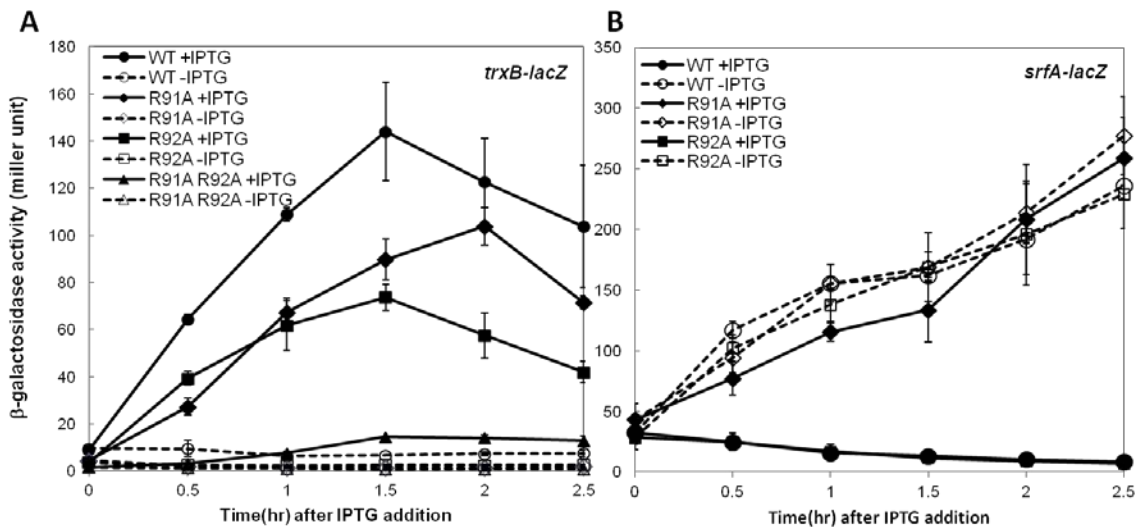 A
180
160
140
120
100
80
60
40
20
0
β-galactosidase activity (miller unit)
WT +IPTG
WT -IPTG
R91A +IPTG
R91A -IPTG
R92A +IPTG
R92A -IPTG
R91A R92A +IPTG
R91A R92A -IPTG
trxB-lacZ
0 0.5 1 1.5 2 2.5
Time(hr) after IPTG addition
B
350
300
250
200
150
100
50
0
WT +IPTG
WT -IPTG
R91A +IPTG
R91A -IPTG
R92A +IPTG
R92A -IPTG
srfA-lacZ
0 0.5 1 1.5 2 2.5
Time(hr) after IPTG addition